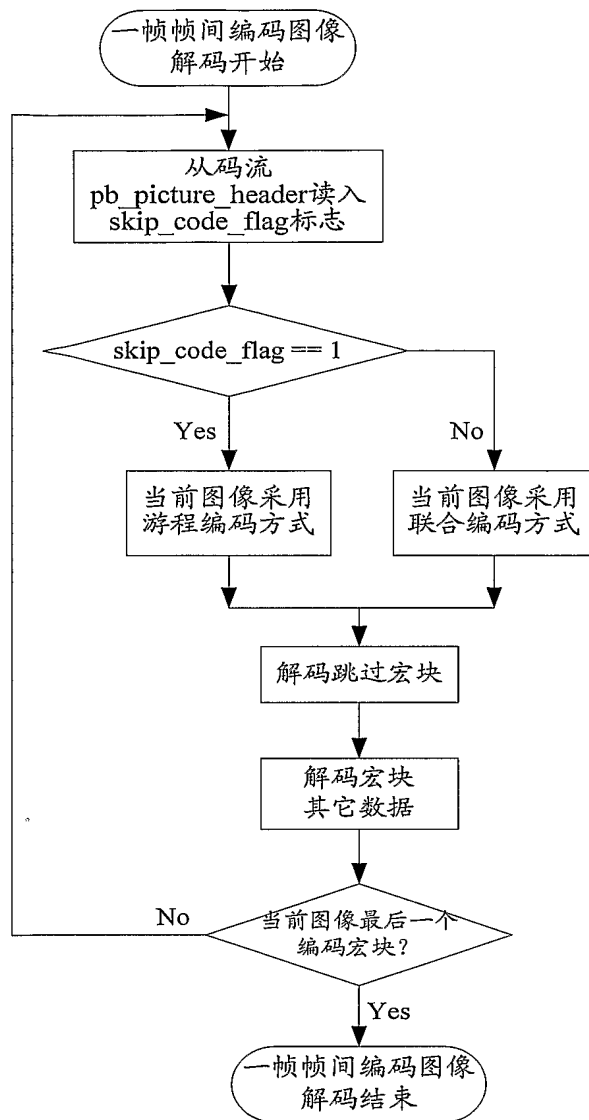 一帧帧间编码图像
解码开始
从码流
pb_picture_header读入
skip_code_flag标志
skip_code_flag == 1
Yes
No
当前图像采用
游程编码方式
当前图像采用
联合编码方式
解码跳过宏块
解码宏块
其它数据
当前图像最后一个
编码宏块?
No
Yes
一帧帧间编码图像
解码结束